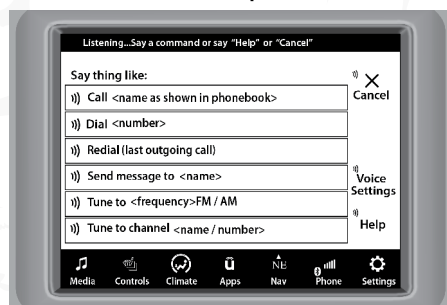 Listening...Say a command or say “Help” or “Cancel”
Say thing like:
Call <name as shown in phonebook>
Dial <number>
Redial (last outgoing call)
Send message to <name>
Tune to <frequency>FM / AM
Tune to channel <name / number>
Cancel
Voice
Settings
Help
ü
NE
Media Controls Climate Apps Nav Phone Settings